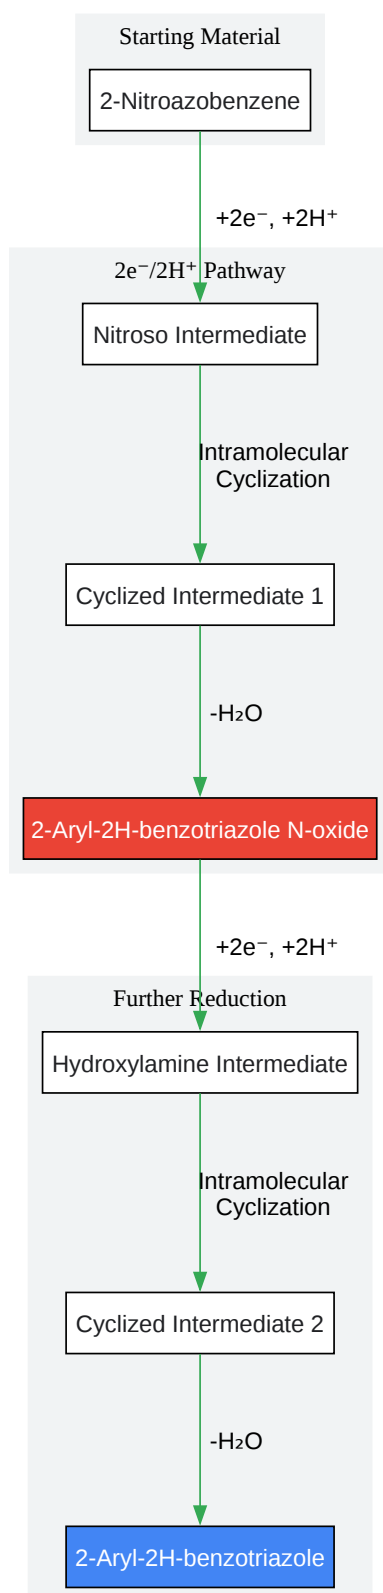 Starting Material
2-Nitroazobenzene
+2e⁻, +2H⁺
2e⁻/2H⁺ Pathway
Nitroso Intermediate
Intramolecular
Cyclization
Cyclized Intermediate 1
-H₂O
2-Aryl-2H-benzotriazole N-oxide
+2e⁻, +2H⁺
Further Reduction
Hydroxylamine Intermediate
Intramolecular
Cyclization
Cyclized Intermediate 2
-H₂O
2-Aryl-2H-benzotriazole